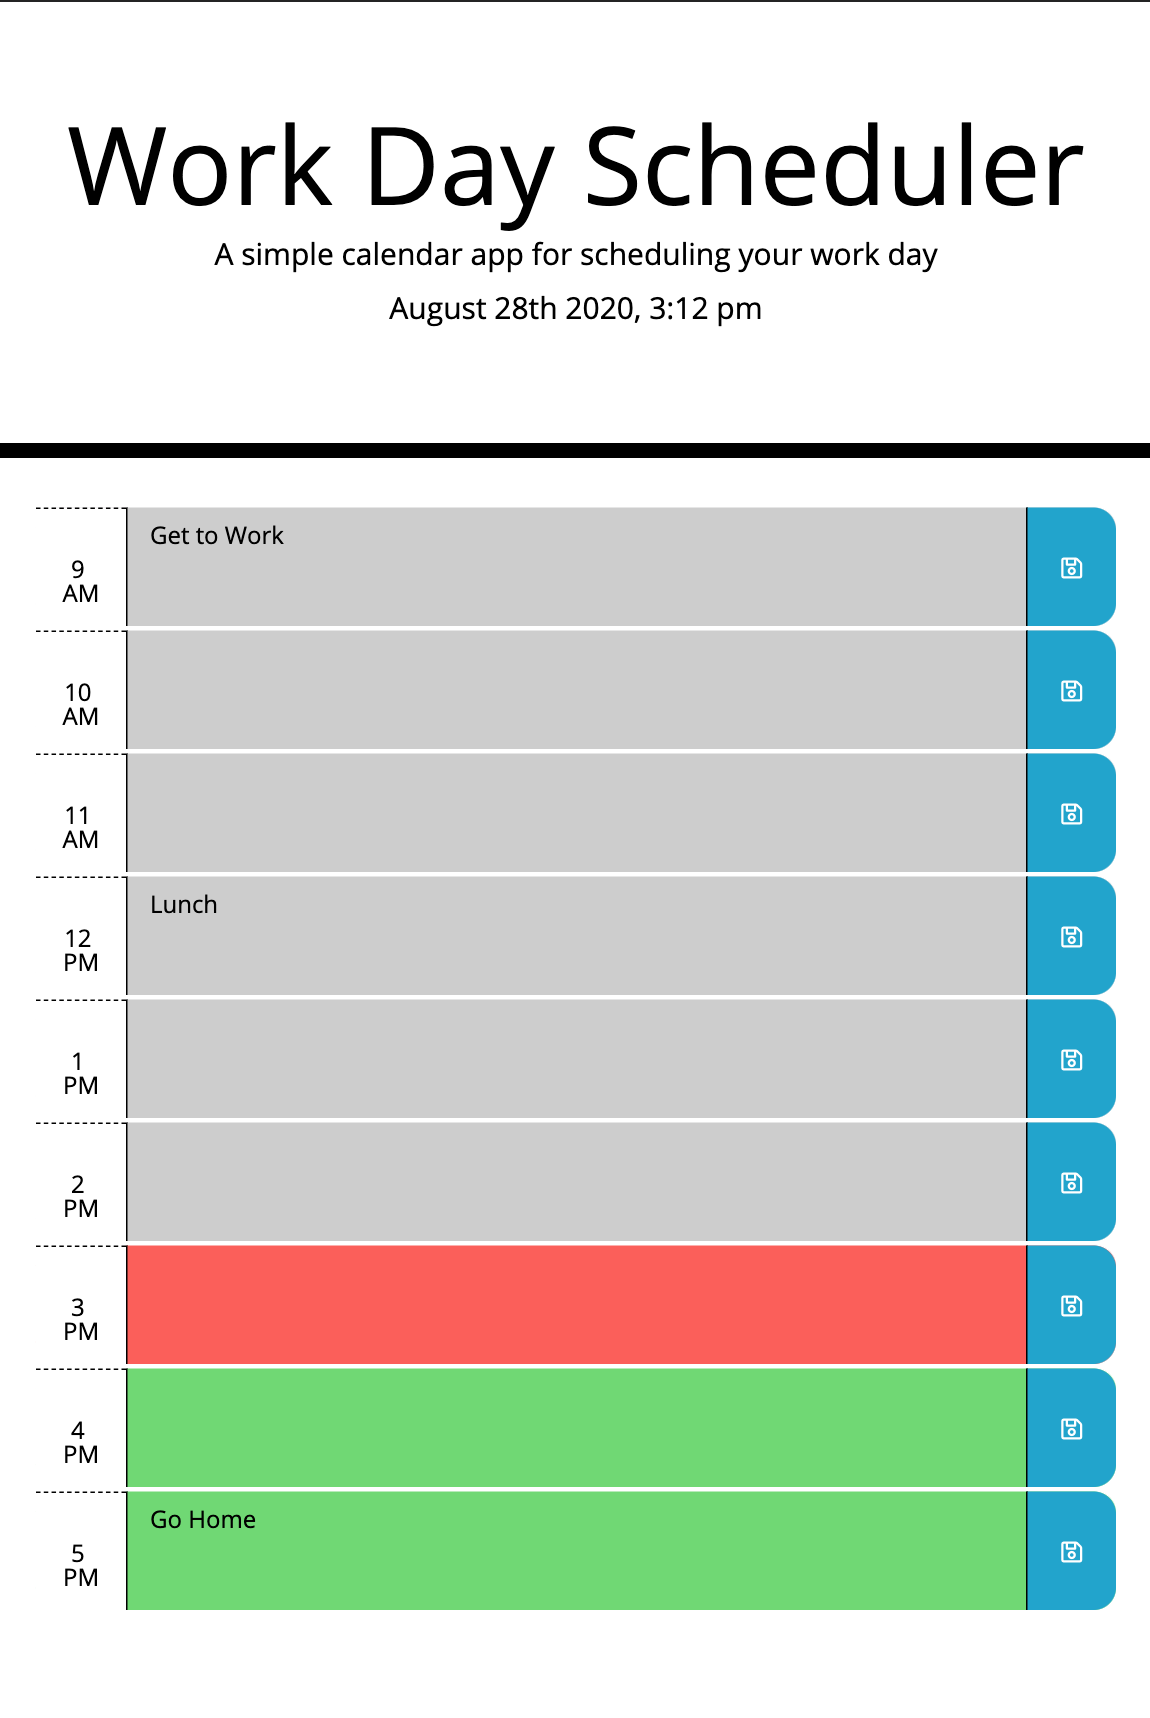 Work Day Scheduler
A simple calendar app for scheduling your work day
August 28th 2020, 3:12 pm
Get to Work
9
AM
10
AM
11
AM
Lunch
12
PM
1
PM
2
PM
3
PM
4
PM
Go Home
5
PM